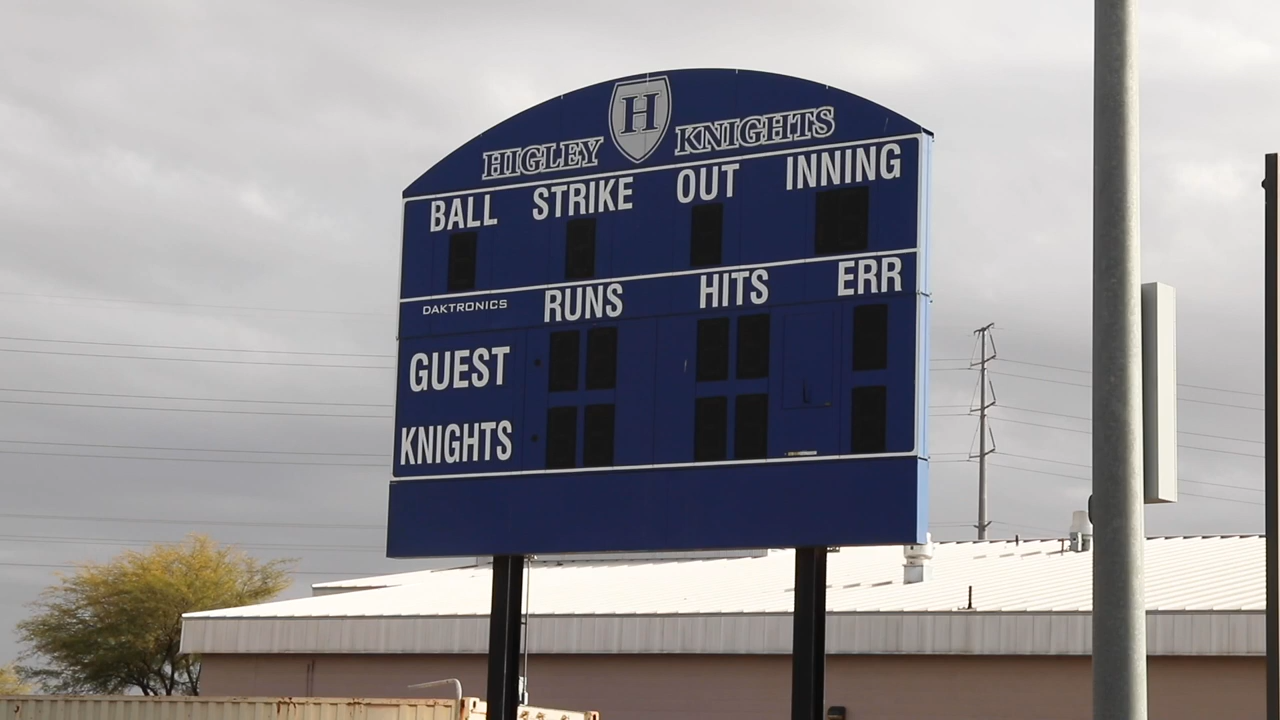 H
HIGLEY KNIGHTS
BALL STRIKE OUT INNING
DAKTRONICS RUNS HITS ERR
GUEST
KNIGHTS